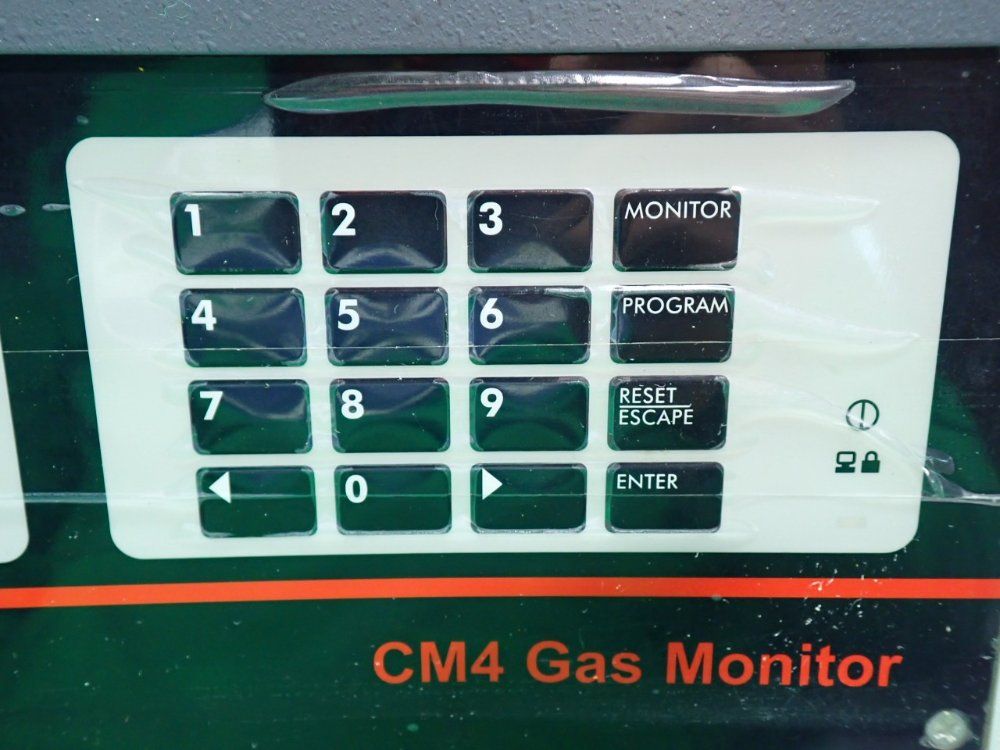 1 2 3 MONITOR
4 5 6 PROGRAM
7 8 9 RESET
ESCAPE
0 ENTER
CM4 Gas Monitor